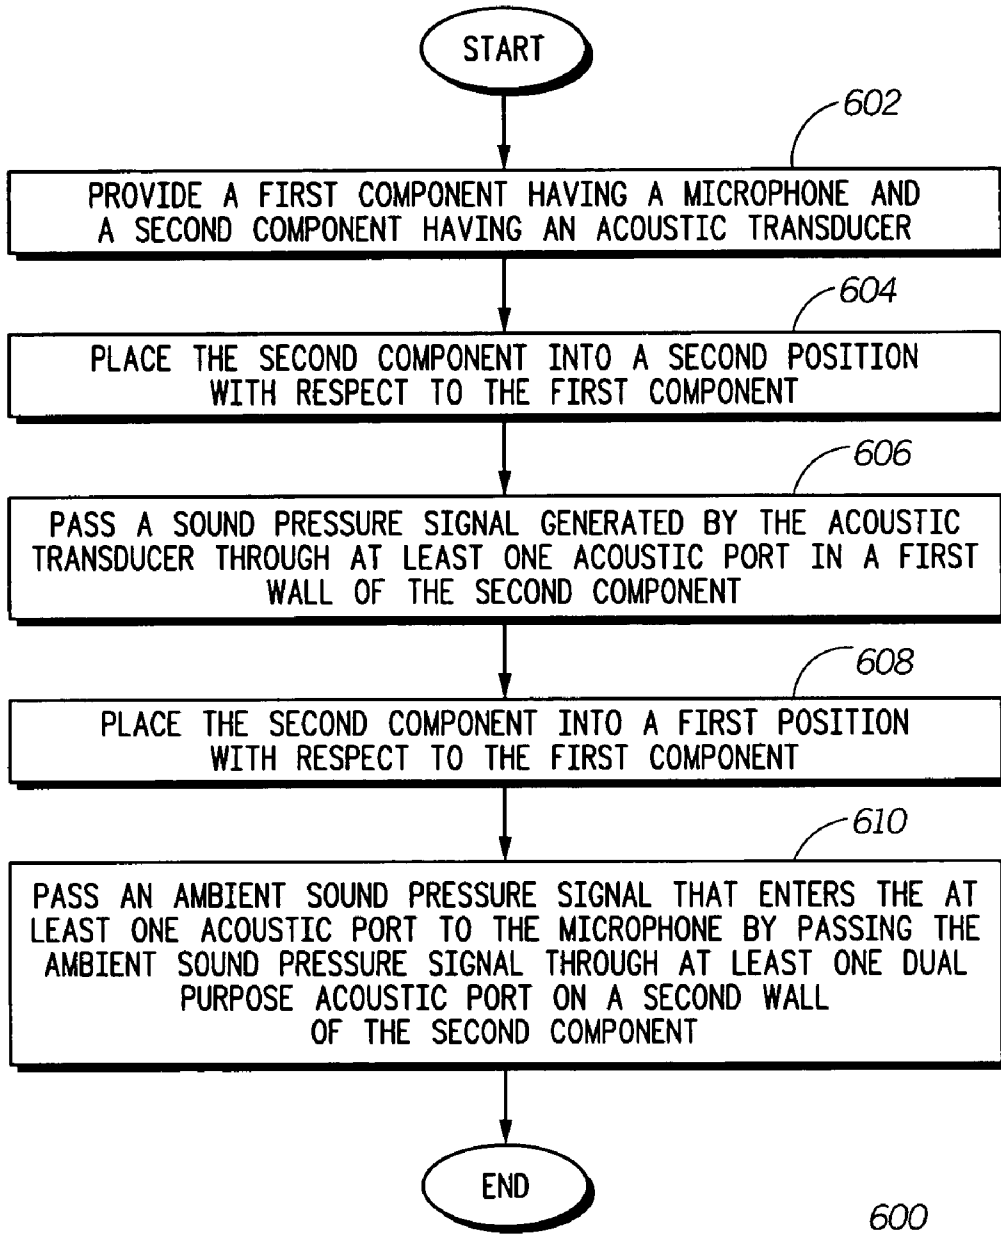 START
602
PROVIDE A FIRST COMPONENT HAVING A MICROPHONE AND
A SECOND COMPONENT HAVING AN ACOUSTIC TRANSDUCER
604
PLACE THE SECOND COMPONENT INTO A SECOND POSITION
WITH RESPECT TO THE FIRST COMPONENT
606
PASS A SOUND PRESSURE SIGNAL GENERATED BY THE ACOUSTIC
TRANSDUCER THROUGH AT LEAST ONE ACOUSTIC PORT IN A FIRST
WALL OF THE SECOND COMPONENT
608
PLACE THE SECOND COMPONENT INTO A FIRST POSITION
WITH RESPECT TO THE FIRST COMPONENT
610
PASS AN AMBIENT SOUND PRESSURE SIGNAL THAT ENTERS THE AT
LEAST ONE ACOUSTIC PORT TO THE MICROPHONE BY PASSING THE
AMBIENT SOUND PRESSURE SIGNAL THROUGH AT LEAST ONE DUAL
PURPOSE ACOUSTIC PORT ON A SECOND WALL
OF THE SECOND COMPONENT
END
600